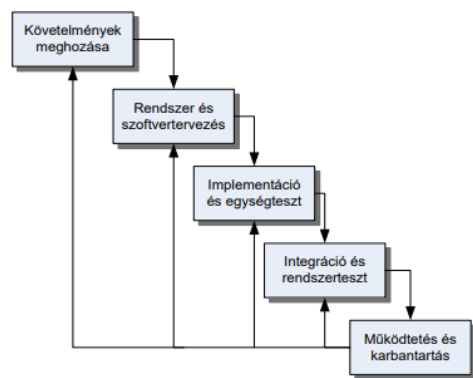 Követelmények
meghozása
Rendszer és
szoftvertervezés
Implementáció
és egységteszt
Integráció és
rendszerteszt
Működtetés és
karbantartás